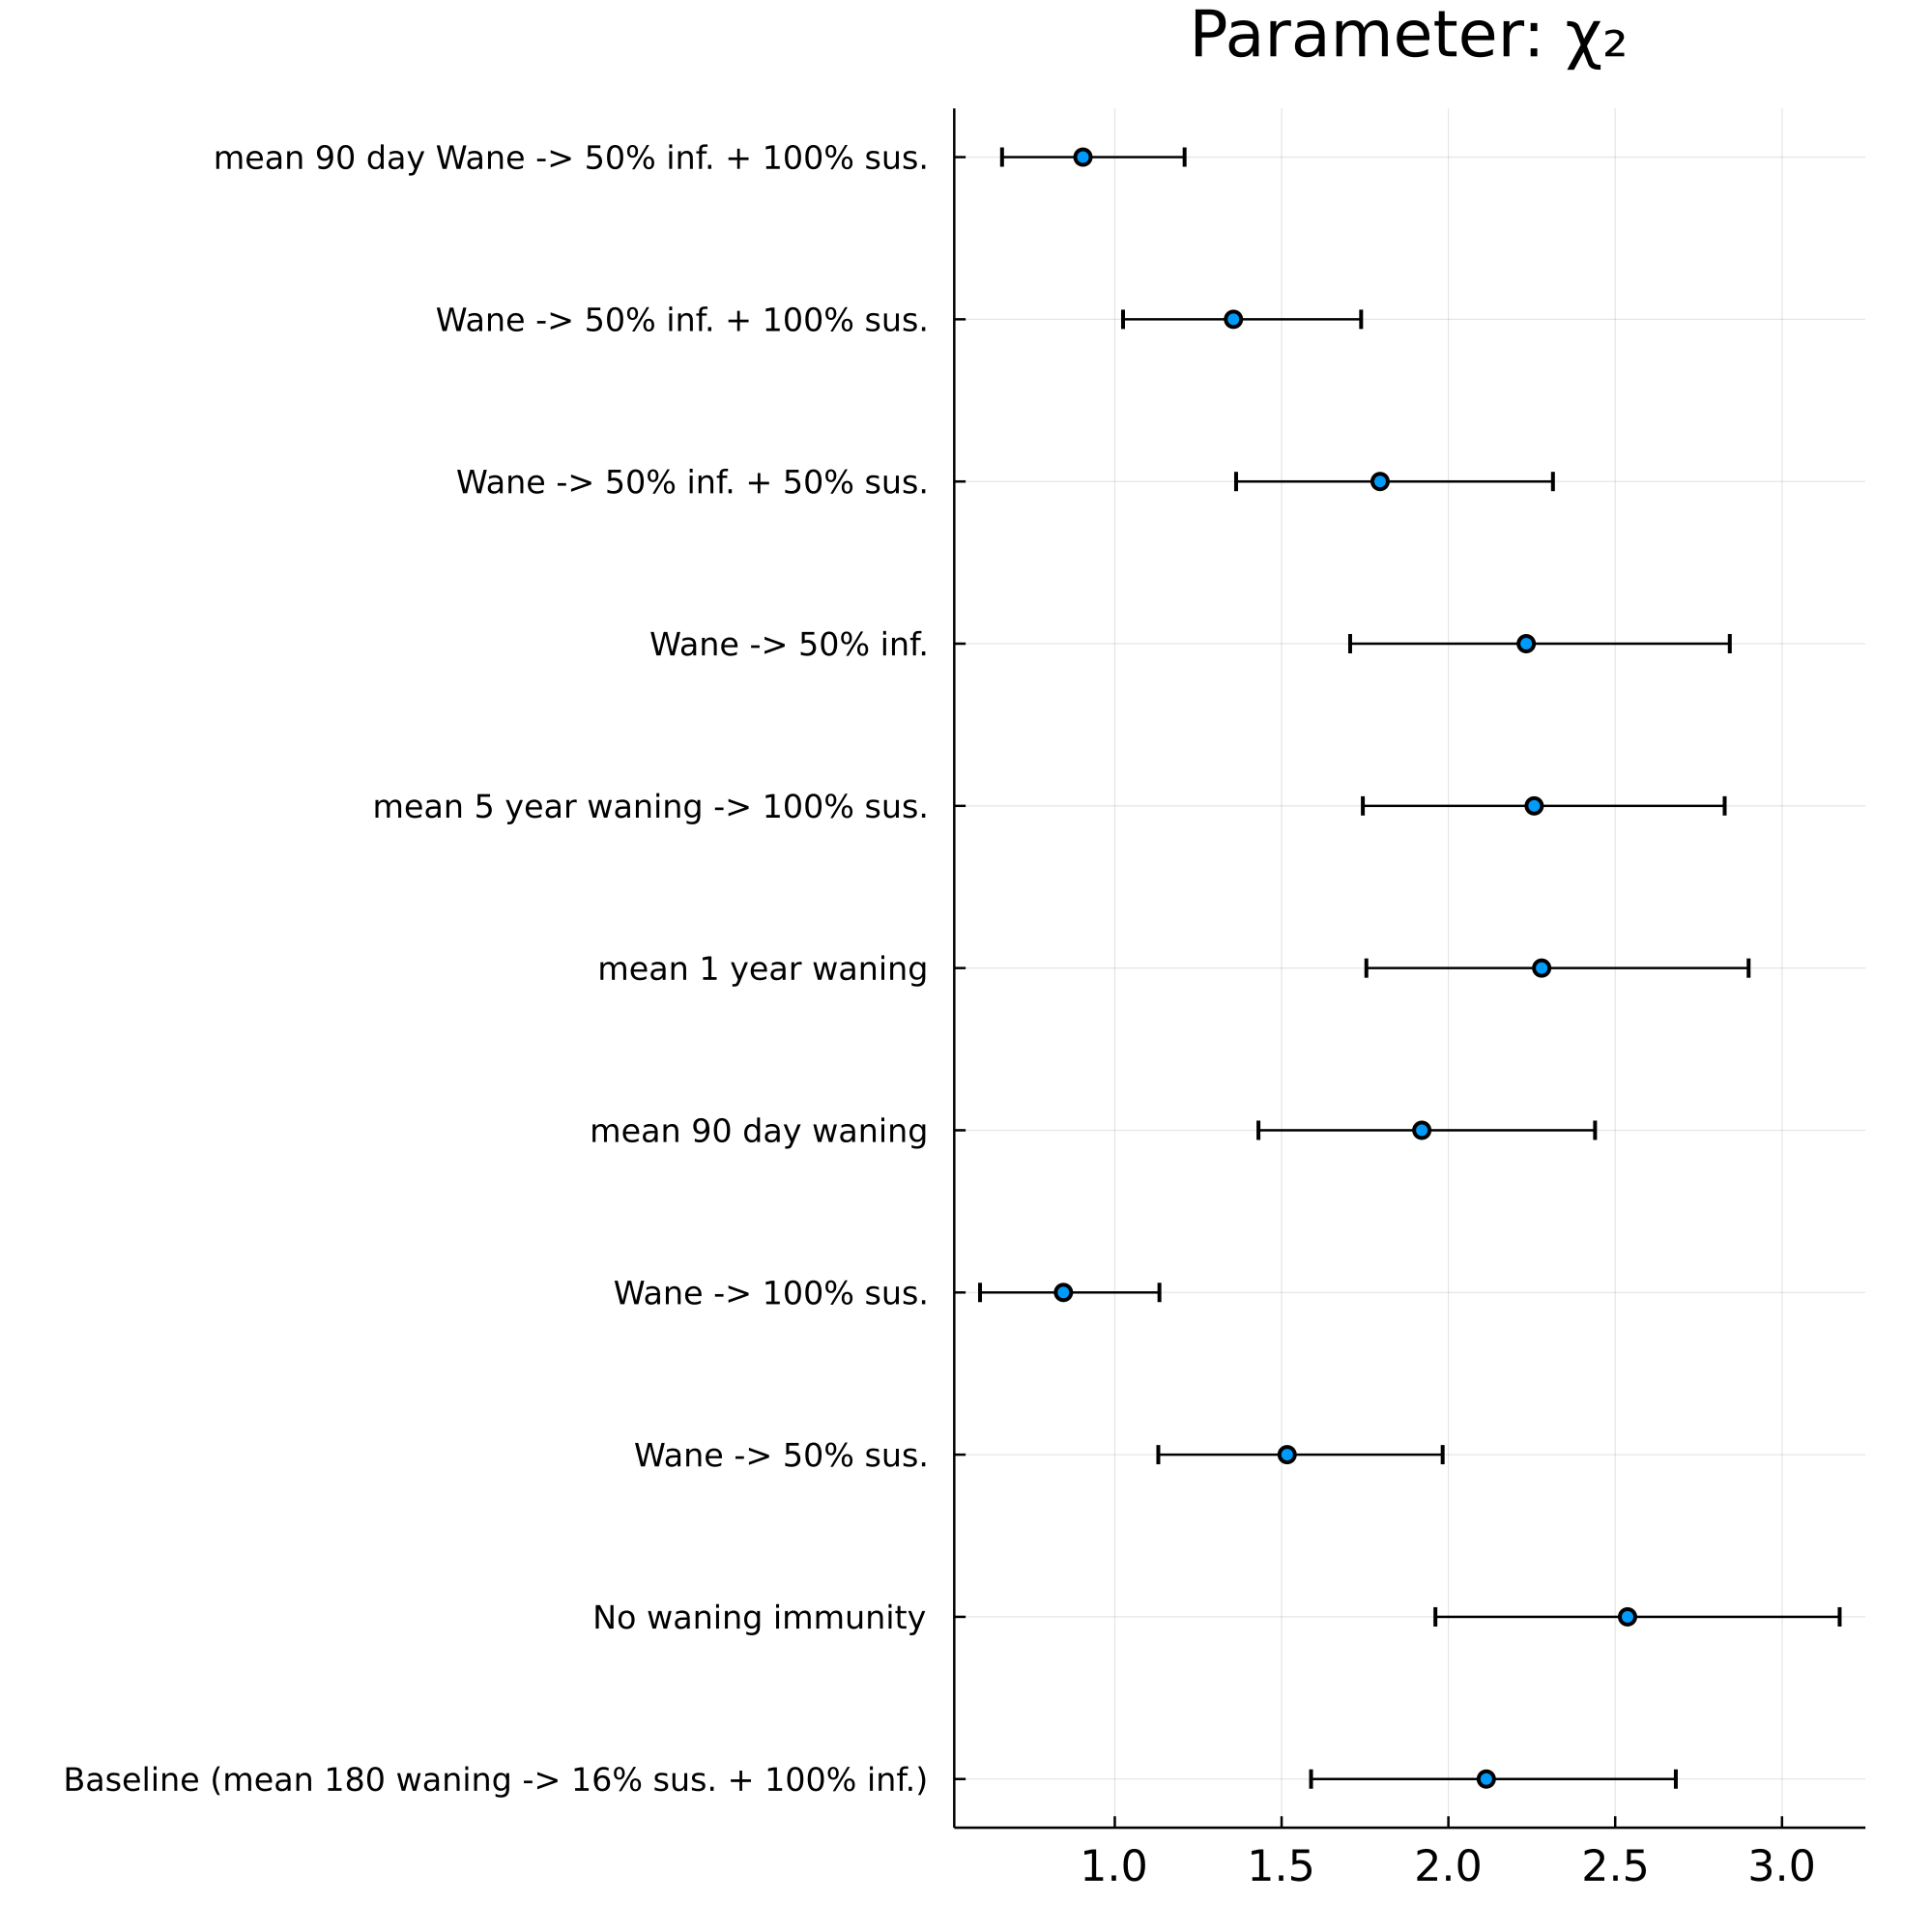 Parameter: χ₂
mean 90 day Wane -> 50% inf. + 100% sus.
Wane -> 50% inf. + 100% sus.
Wane -> 50% inf. + 50% sus.
Wane -> 50% inf.
mean 5 year waning -> 100% sus.
mean 1 year waning
mean 90 day waning
Wane -> 100% sus.
Wane -> 50% sus.
No waning immunity
Baseline (mean 180 waning -> 16% sus. + 100% inf.)
1.0 1.5 2.0 2.5 3.0